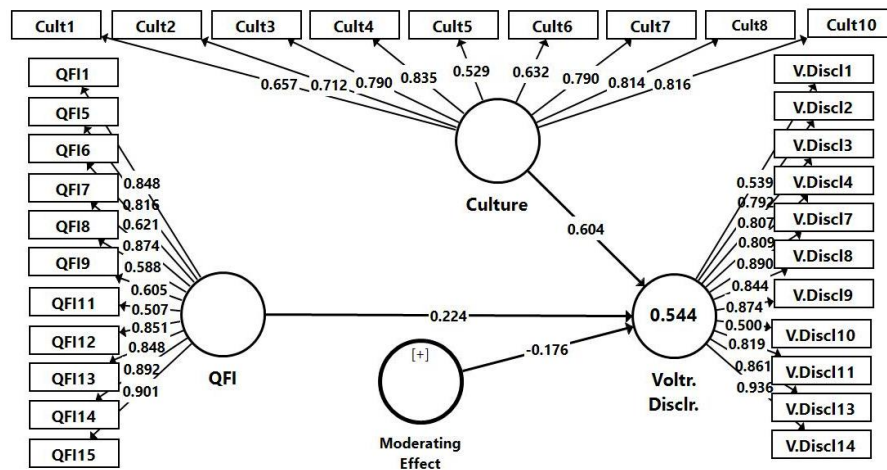 Cult1 Cult2 Cult3 Cult4 Cult5 Cult6 Cult7 Cult8 Cult10
0.657 0.712 0.790 0.835 0.529 0.632 0.790 0.814 0.816
Culture
0.604
QFI1
QFI5
QFI6
QFI7
QFI8
QFI9
QFI11
QFI12
QFI13
QFI14
QFI15
0.848
0.816
0.621
0.874
0.588
0.605
0.507
0.851
0.848
0.892
0.901
QFI
0.224
-0.176
[+]
Moderating
Effect
0.544
Voltr.
Disclr.
0.539
0.792
0.807
0.809
0.890
0.844
0.874
0.500
0.819
0.861
0.936
V.Discl1
V.Discl2
V.Discl3
V.Discl4
V.Discl7
V.Discl8
V.Discl9
V.Discl10
V.Discl11
V.Discl13
V.Discl14